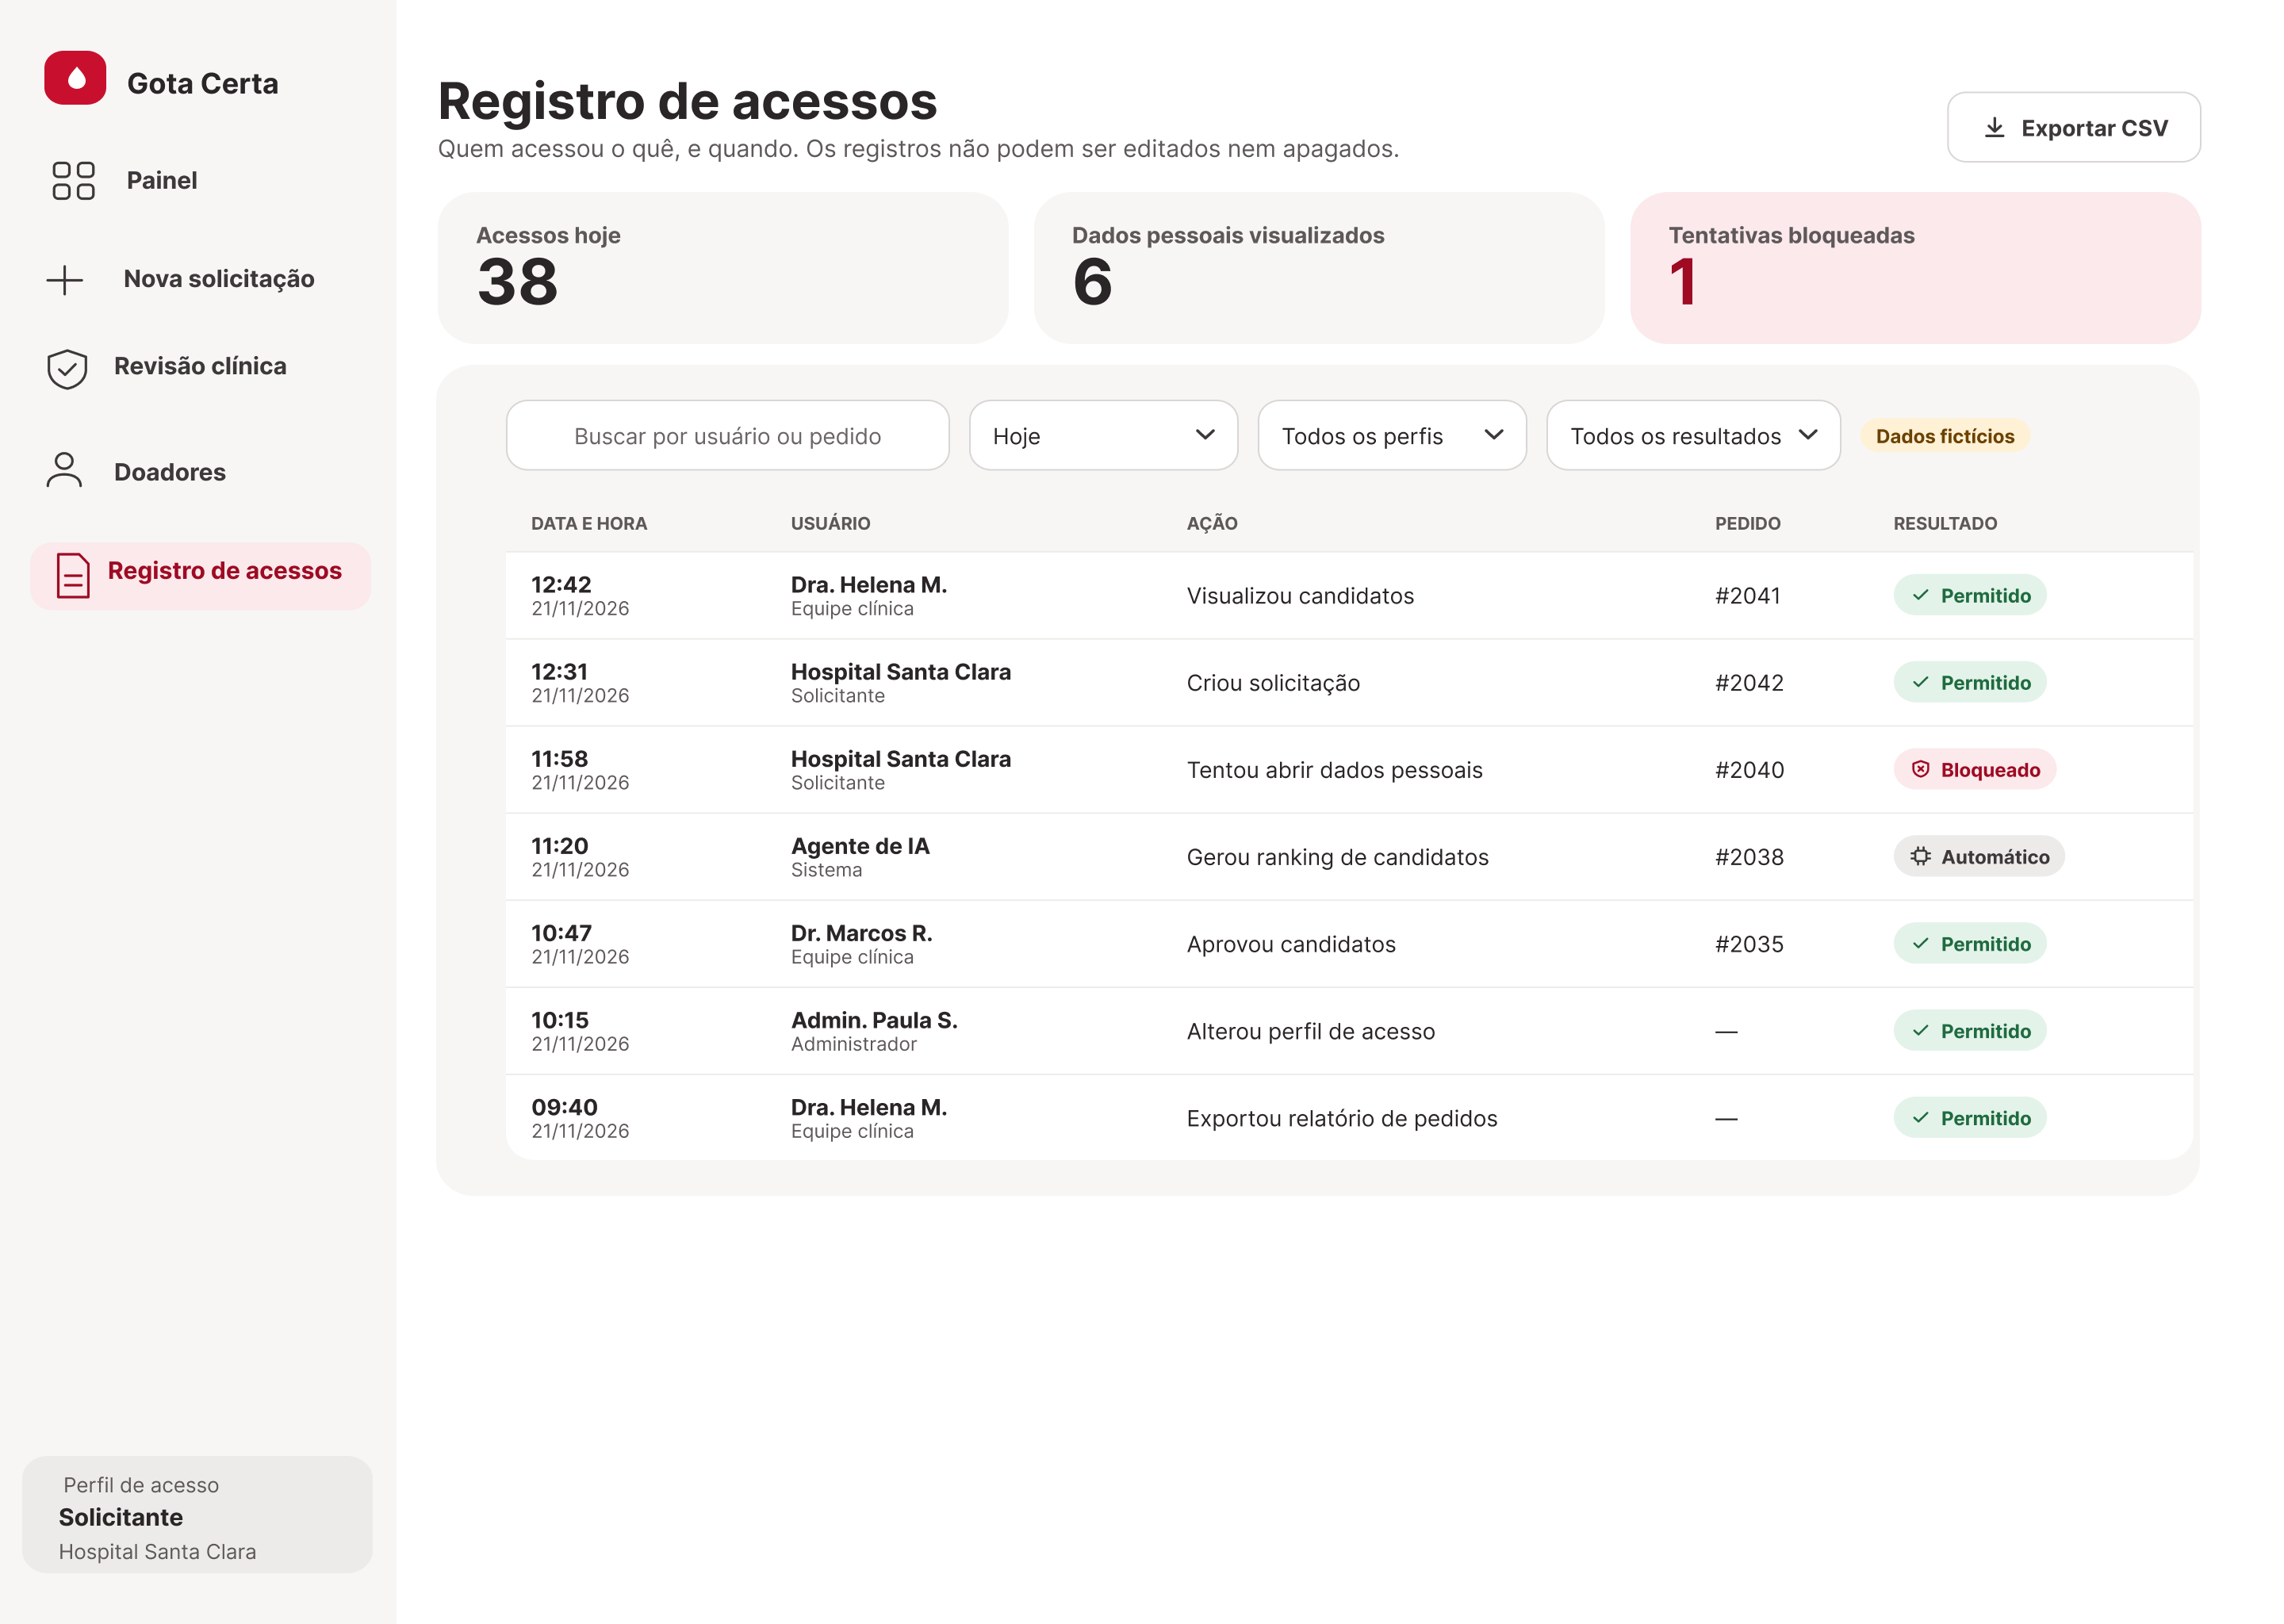 Gota Certa
Painel
Nova solicitação
Revisão clínica
Doadores
Registro de acessos
Perfil de acesso
Solicitante
Hospital Santa Clara
Registro de acessos
Quem acessou o quê, e quando. Os registros não podem ser editados nem apagados.
Exportar CSV
Acessos hoje
38
Dados pessoais visualizados
6
Tentativas bloqueadas
1
Buscar por usuário ou pedido
Hoje
Todos os perfis
Todos os resultados
Dados fictícios
DATA E HORA USUÁRIO AÇÃO PEDIDO RESULTADO
12:42 Dra. Helena M.
21/11/2026 Equipe clínica
Visualizou candidatos #2041 Permitido
12:31 Hospital Santa Clara
21/11/2026 Solicitante
Criou solicitação #2042 Permitido
11:58 Hospital Santa Clara
21/11/2026 Solicitante
Tentou abrir dados pessoais #2040 Bloqueado
11:20 Agente de IA
21/11/2026 Sistema
Gerou ranking de candidatos #2038 Automático
10:47 Dr. Marcos R.
21/11/2026 Equipe clínica
Aprovou candidatos #2035 Permitido
10:15 Admin. Paula S.
21/11/2026 Administrador
Alterou perfil de acesso — Permitido
09:40 Dra. Helena M.
21/11/2026 Equipe clínica
Exportou relatório de pedidos — Permitido